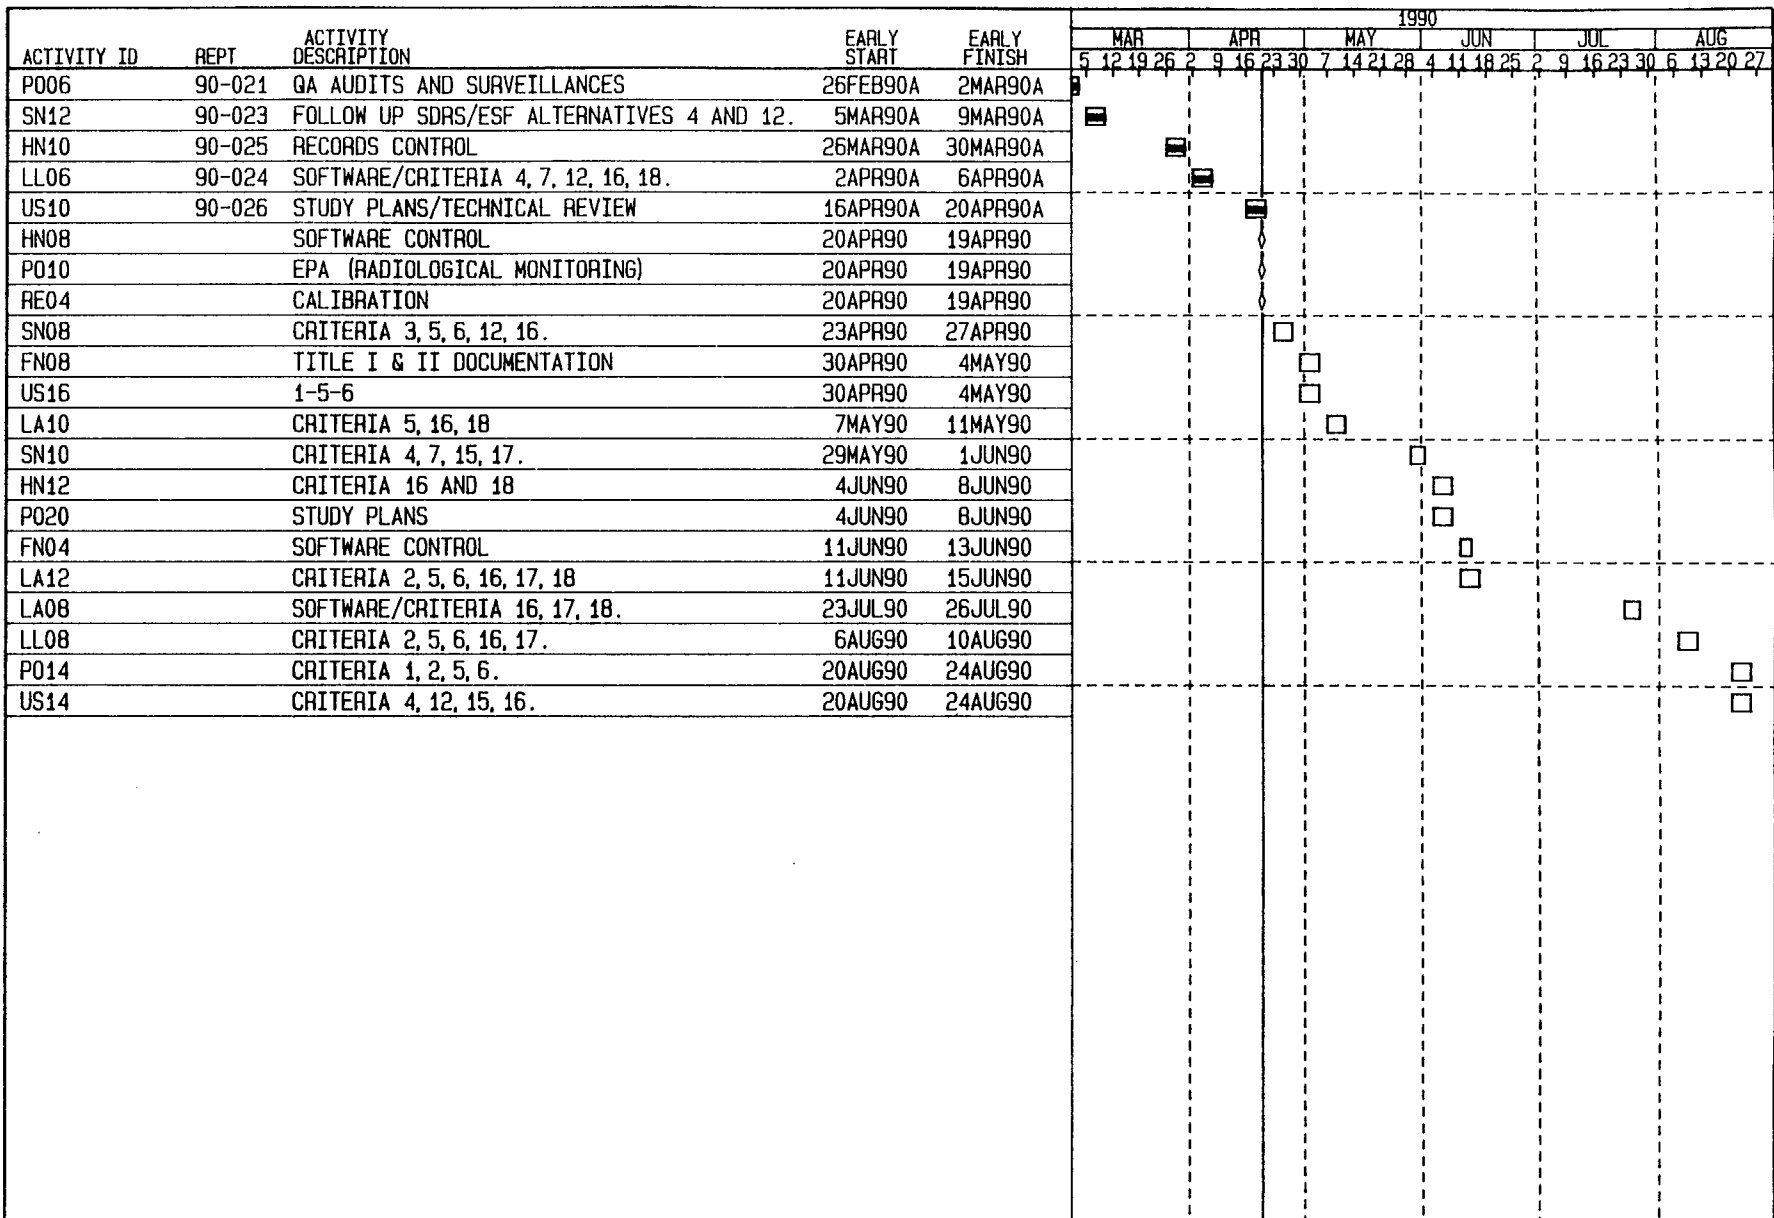 1990
ACTIVITY EARLY EARLY MAR APR MAY JUN JUL AUG
ACTIVITY ID REPT DESCRIPTION START FINISH 5 12 19 26 2 9 16 23 30 7 14 21 28 4 11 18 25 2 9 16 23 30 6 13 20 27
PO06 90-021 QA AUDITS AND SURVEILLANCES 26FEB90A 2MAR90A
SN12 90-023 FOLLOW UP SDRS/ESF ALTERNATIVES 4 AND 12. 5MAR90A 9MAR90A
HN10 90-025 RECORDS CONTROL 26MAR90A 30MAR90A
LL06 90-024 SOFTWARE/CRITERIA 4, 7, 12, 16, 18. 2APR90A 6APR90A
US10 90-026 STUDY PLANS/TECHNICAL REVIEW 16APR90A 20APR90A
HN08 SOFTWARE CONTROL 20APR90 19APR90
PO10 EPA (RADIOLOGICAL MONITORING) 20APR90 19APR90
RE04 CALIBRATION 20APR90 19APR90
SN08 CRITERIA 3, 5, 6, 12, 16. 23APR90 27APR90
FN08 TITLE I & II DOCUMENTATION 30APR90 4MAY90
US16 1-5-6 30APR90 4MAY90
LA10 CRITERIA 5, 16, 18 7MAY90 11MAY90
SN10 CRITERIA 4, 7, 15, 17. 29MAY90 1JUN90
HN12 CRITERIA 16 AND 18 4JUN90 8JUN90
PO20 STUDY PLANS 4JUN90 8JUN90
FN04 SOFTWARE CONTROL 11JUN90 13JUN90
LA12 CRITERIA 2, 5, 6, 16, 17, 18 11JUN90 15JUN90
LA08 SOFTWARE/CRITERIA 16, 17, 18. 23JUL90 26JUL90
LL08 CRITERIA 2, 5, 6, 16, 17. 6AUG90 10AUG90
PO14 CRITERIA 1, 2, 5, 6. 20AUG90 24AUG90
US14 CRITERIA 4, 12, 15, 16. 20AUG90 24AUG90